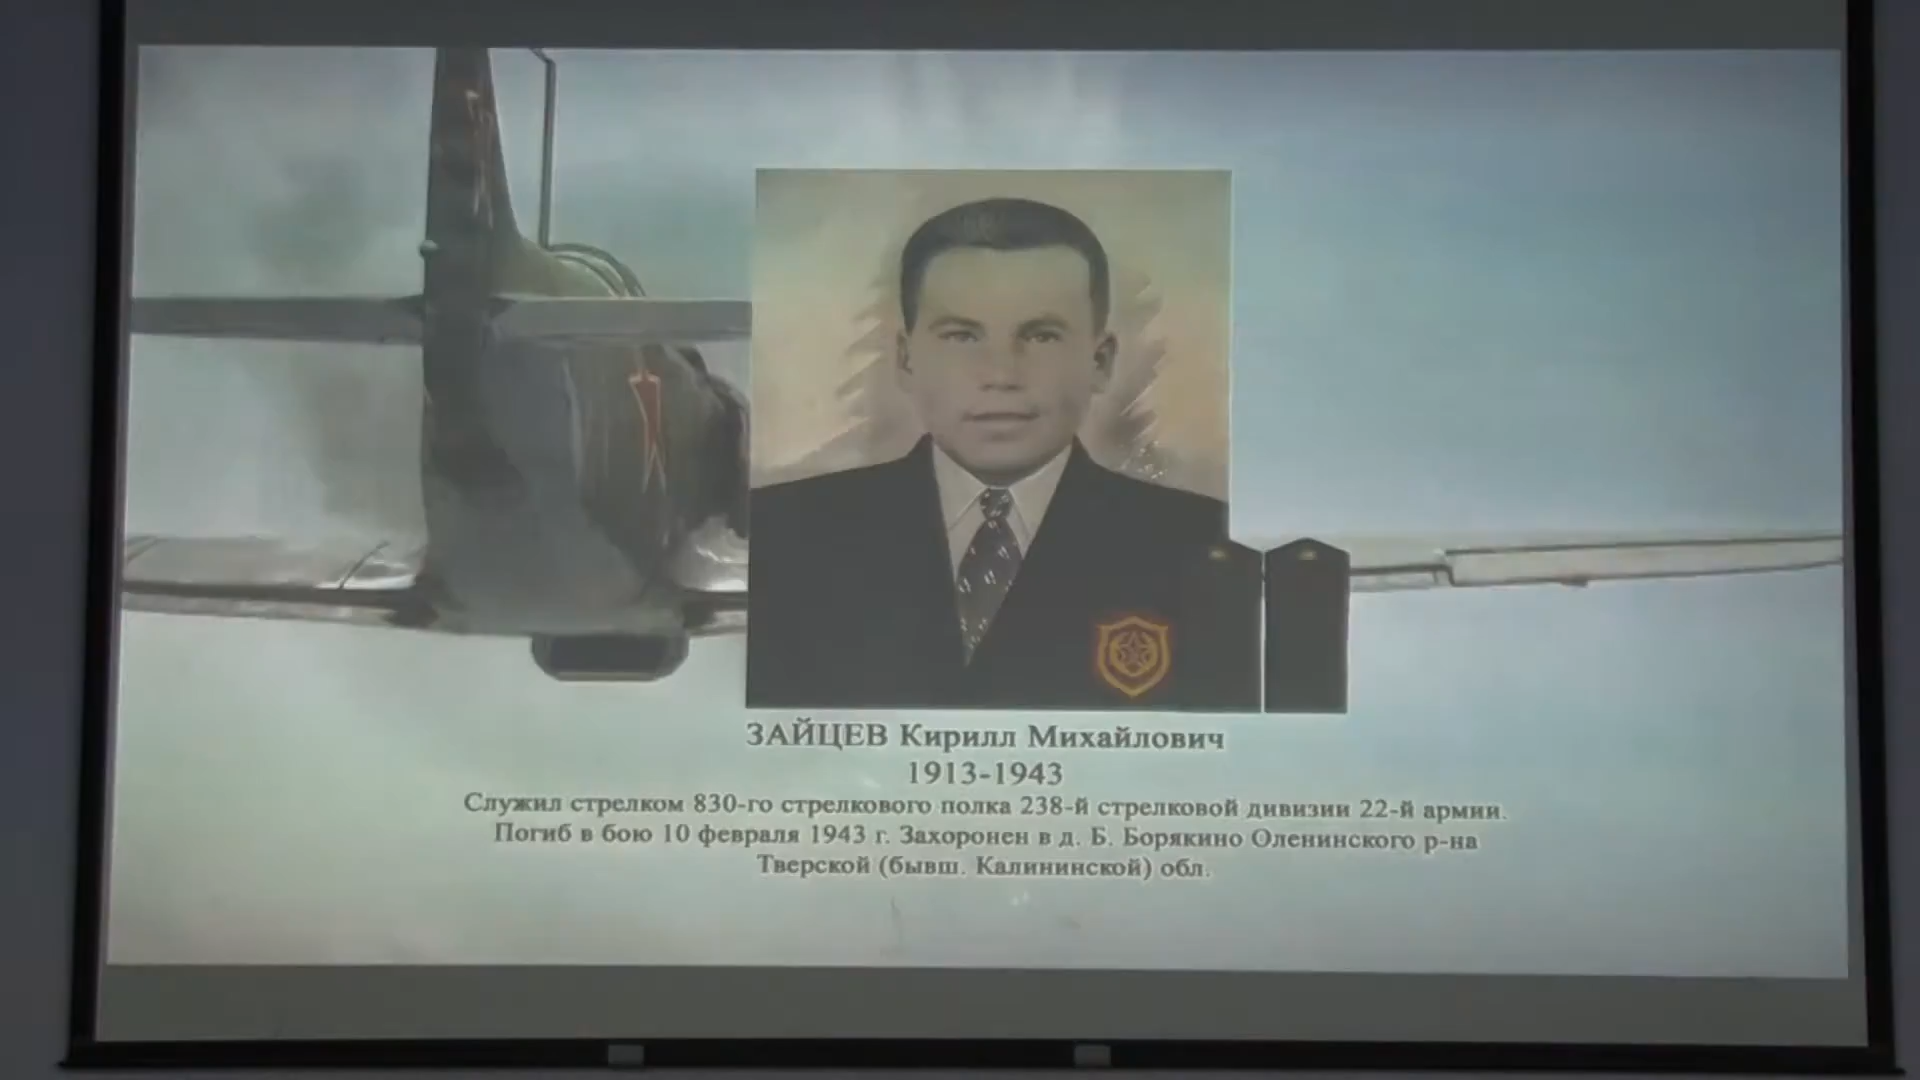 ЗАЙЦЕВ Кирилл Михайлович
1913-1943
Служил стрелком 830-го стрелкового полка 238-й стрелковой дивизии 22-й армии.
Погиб в бою 10 февраля 1943 г. Захоронен в д. Б. Борякино Оленинского р-на
Тверской (бывш. Калининской) обл.